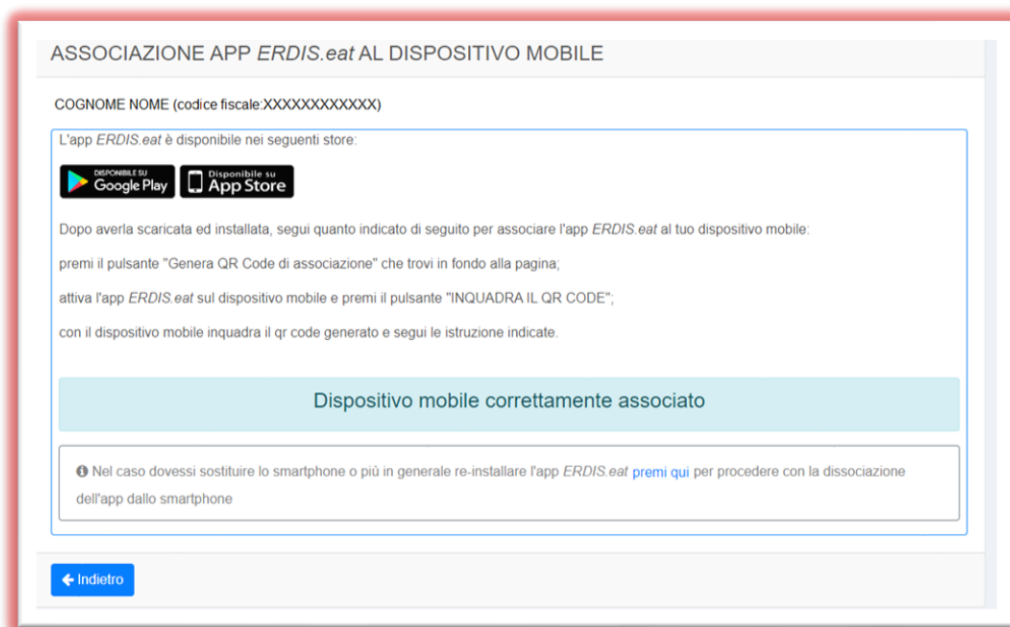 ASSOCIAZIONE APP ERDIS.eat AL DISPOSITIVO MOBILE
COGNOME NOME (codice fiscale:XXXXXXXXXXXX)
L'app ERDIS.eat è disponibile nei seguenti store:
DISPONIBILE SU
Google Play
Disponibile su
App Store
Dopo averla scaricata ed installata, segui quanto indicato di seguito per associare l'app ERDIS.eat al tuo dispositivo mobile:
premi il pulsante "Genera QR Code di associazione" che trovi in fondo alla pagina;
attiva l'app ERDIS.eat sul dispositivo mobile e premi il pulsante "INQUADRA IL QR CODE";
con il dispositivo mobile inquadra il qr code generato e segui le istruzione indicate.
Dispositivo mobile correttamente associato
Nel caso dovessi sostituire lo smartphone o più in generale re-installare l'app ERDIS.eat premi qui per procedere con la dissociazione
dell'app dallo smartphone
Indietro